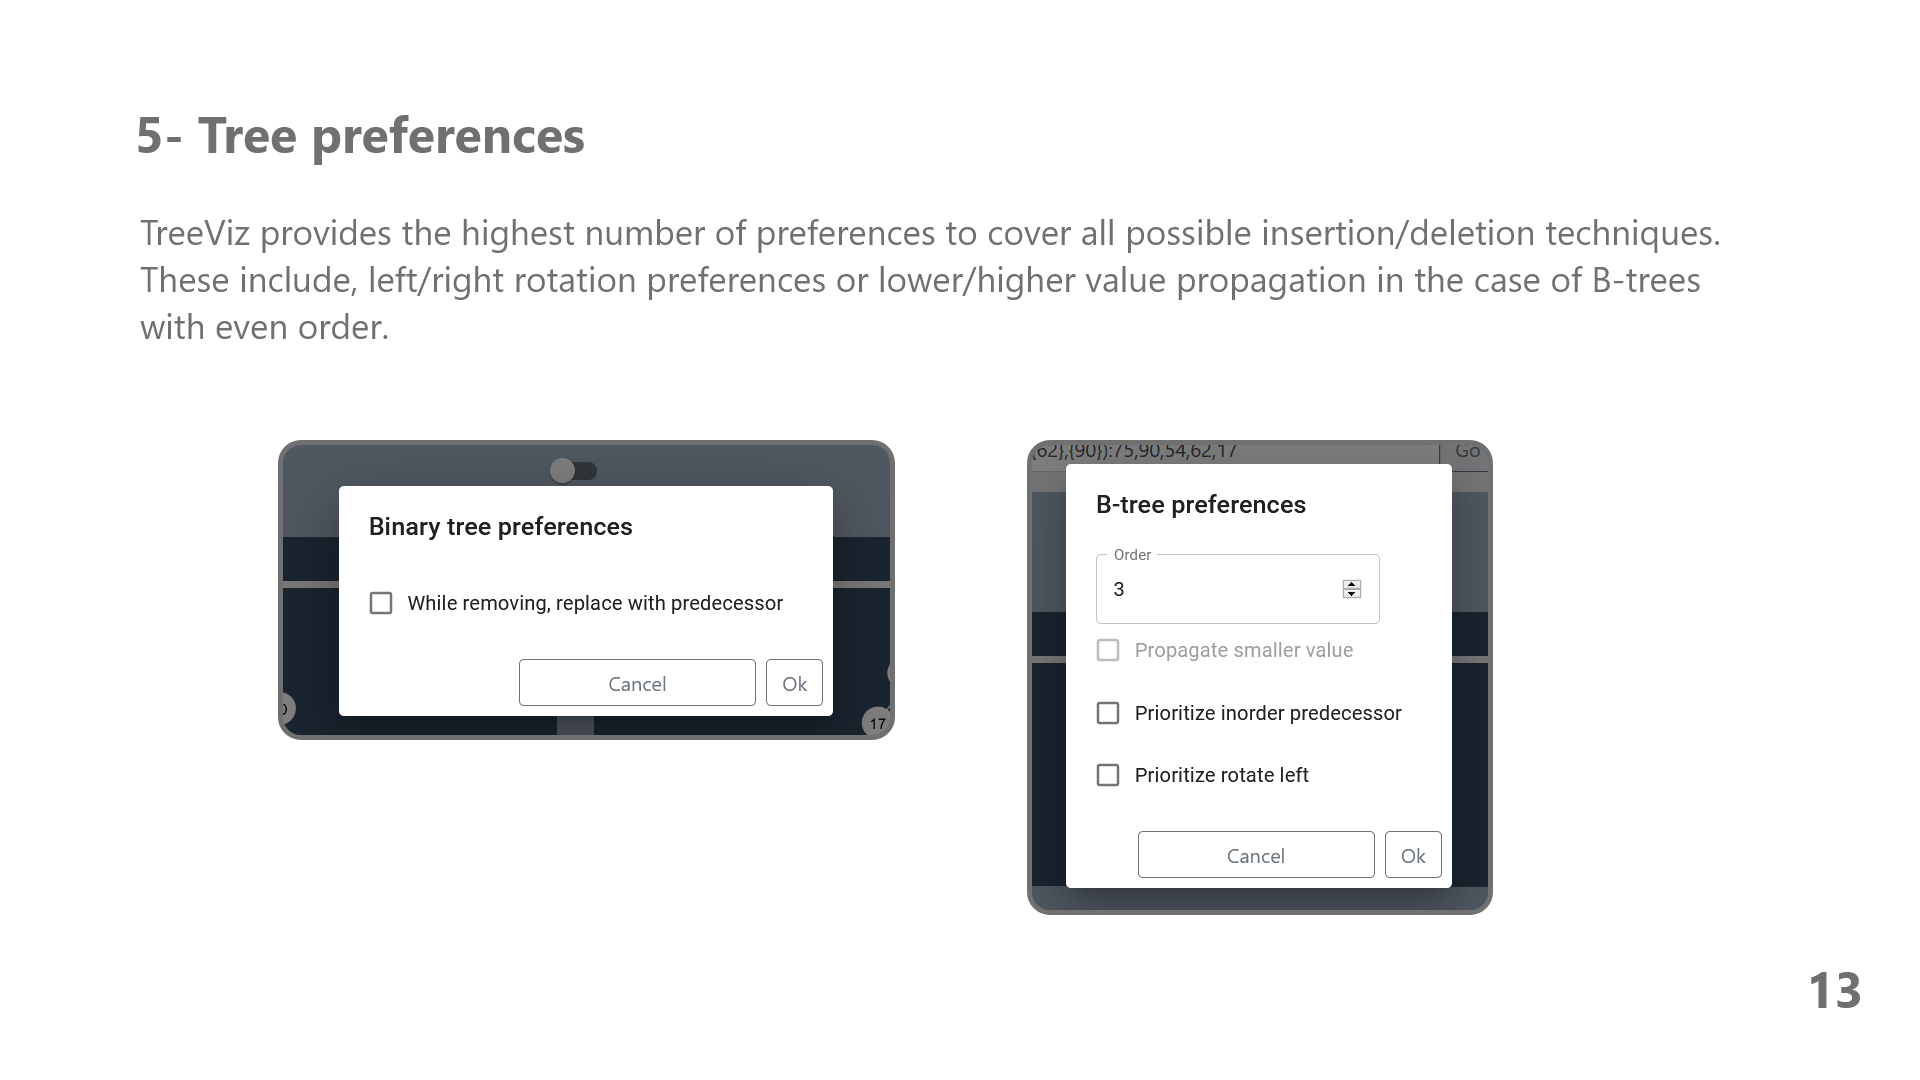 5- Tree preferences
TreeViz provides the highest number of preferences to cover all possible insertion/deletion techniques.
These include, left/right rotation preferences or lower/higher value propagation in the case of B-trees
with even order.
Binary tree preferences
While removing, replace with predecessor
Cancel
Ok
17
{62},{90}):75,90,54,62,17
Go
B-tree preferences
Order
3
Propagate smaller value
Prioritize inorder predecessor
Prioritize rotate left
Cancel
Ok
13